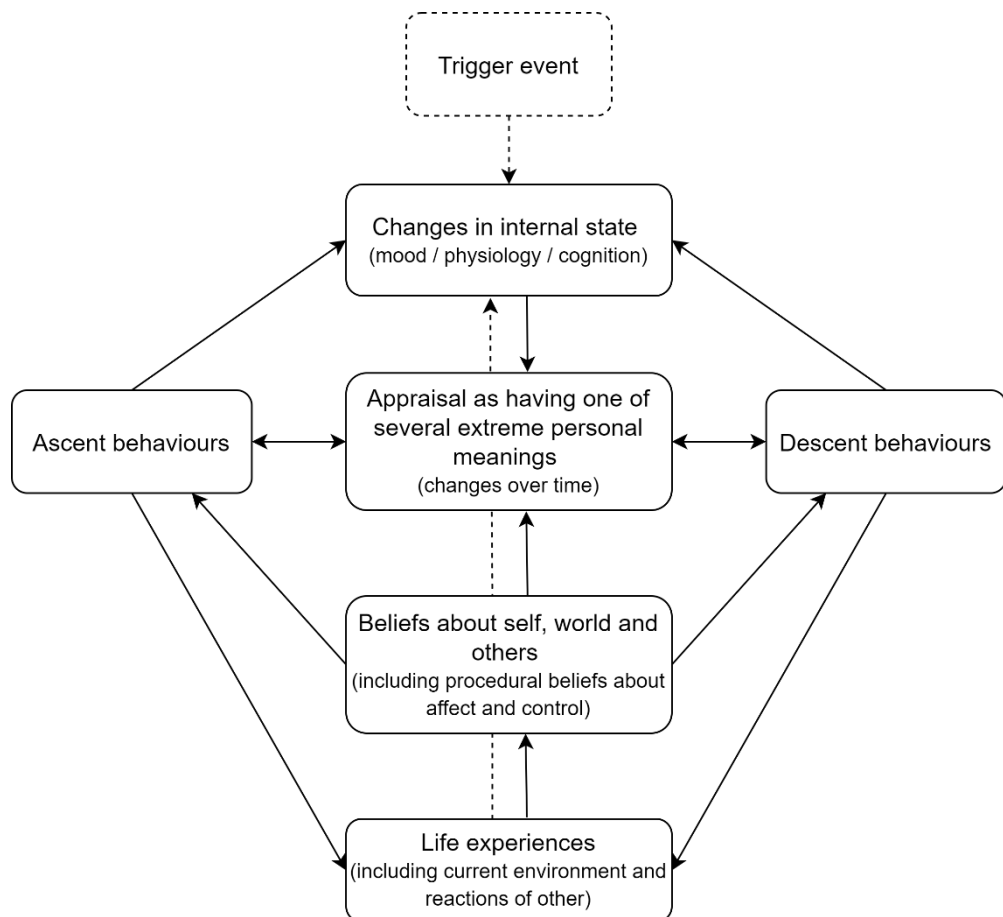 Trigger event
Changes in internal state
(mood / physiology / cognition)
Appraisal as having one of
several extreme personal
meanings
(changes over time)
Ascent behaviours
Descent behaviours
Beliefs about self, world and
others
(including procedural beliefs about
affect and control)
Life experiences
(including current environment and
reactions of other)